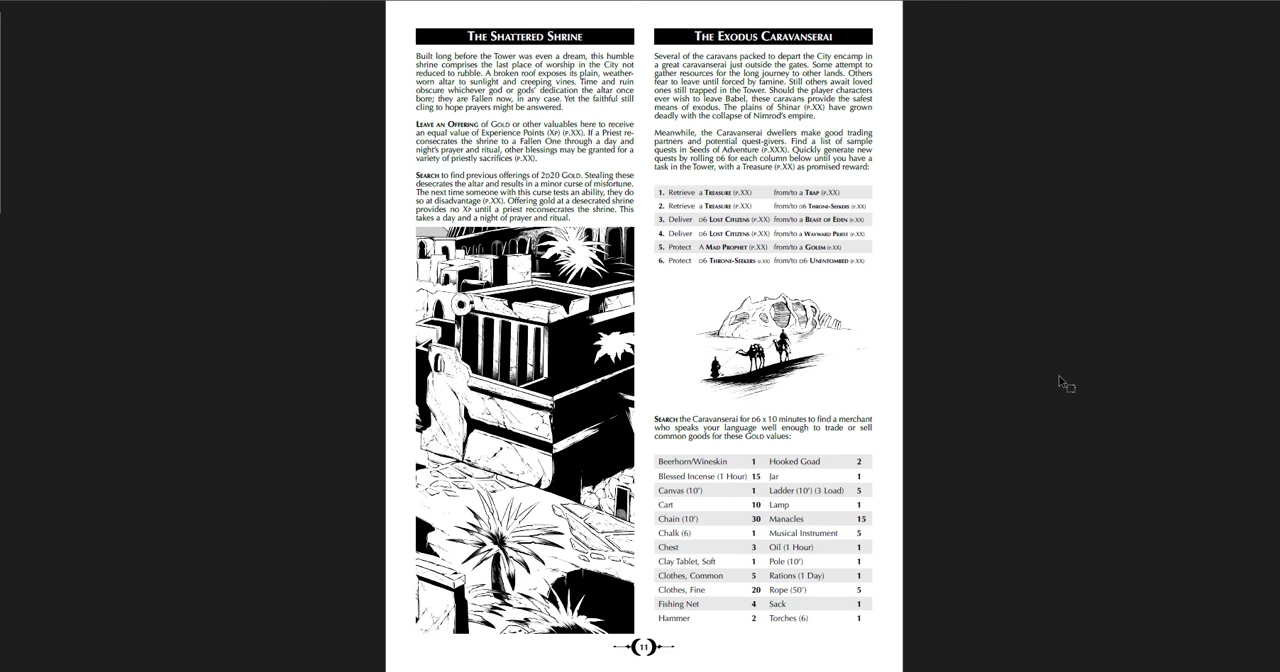 THE SHATTERED SHRINE
Built long before the Tower was even a dream, this humble
shrine comprises the last place of worship in the City not
reduced to rubble. A broken roof exposes its plain, weather-
worn altar to sunlight and creeping vines. Time and ruin
obscure whichever god or gods' dedication the altar once
bore; they are Fallen now, in any case. Yet the faithful still
cling to hope prayers might be answered.
LEAVE AN OFFERING of GOLD or other valuables here to receive
an equal value of Experience Points (XP) (P.XX). If a Priest re-
consecrates the shrine to a Fallen One through a day and
night's prayer and ritual, other blessings may be granted for a
variety of priestly sacrifices (P.XX).
SEARCH to find previous offerings of 2D20 GOLD. Stealing these
desecrates the altar and results in a minor curse of misfortune.
The next time someone with this curse tests an ability, they do
so at disadvantage (P.XX). Offering gold at a desecrated shrine
provides no XP until a priest reconsecrates the shrine. This
takes a day and a night of prayer and ritual.
THE EXODUS CARAVANSERAI
Several of the caravans packed to depart the City encamp in
a great caravanserai just outside the gates. Some attempt to
gather resources for the long journey to other lands. Others
fear to leave until forced by famine. Still others await loved
ones still trapped in the Tower. Should the player characters
ever wish to leave Babel, these caravans provide the safest
means of exodus. The plains of Shinar (P.XX) have grown
deadly with the collapse of Nimrod's empire.
Meanwhile, the Caravanserai dwellers make good trading
partners and potential quest-givers. Find a list of sample
quests in Seeds of Adventure (P.XXX). Quickly generate new
quests by rolling D6 for each column below until you have a
task in the Tower, with a Treasure (P.XX) as promised reward:
1. Retrieve a TREASURE (P.XX) from/to a TRAP (P.XX)
2. Retrieve a TREASURE (P.XX) from/to D6 THRONE-SEEKERS (P.XX)
3. Deliver D6 LOST CITIZENS (P.XX) from/to a BEAST OF EDEN (P.XX)
4. Deliver D6 LOST CITIZENS (P.XX) from/to a WAYWARD PRIEST (P.XX)
5. Protect A MAD PROPHET (P.XX) from/to a GOLEM (P.XX)
6. Protect D6 THRONE-SEEKERS (P.XX) from/to D6 UNENTOMBED (P.XX)
SEARCH the Caravanserai for D6 x 10 minutes to find a merchant
who speaks your language well enough to trade or sell
common goods for these GOLD values:
Beerhorn/Wineskin 1 Hooked Goad 2
Blessed Incense (1 Hour) 15 Jar 1
Canvas (10') 1 Ladder (10') (3 Load) 5
Cart 10 Lamp 1
Chain (10') 30 Manacles 15
Chalk (6) 1 Musical Instrument 5
Chest 3 Oil (1 Hour) 1
Clay Tablet, Soft 1 Pole (10') 1
Clothes, Common 5 Rations (1 Day) 1
Clothes, Fine 20 Rope (50') 5
Fishing Net 4 Sack 1
Hammer 2 Torches (6) 1
11